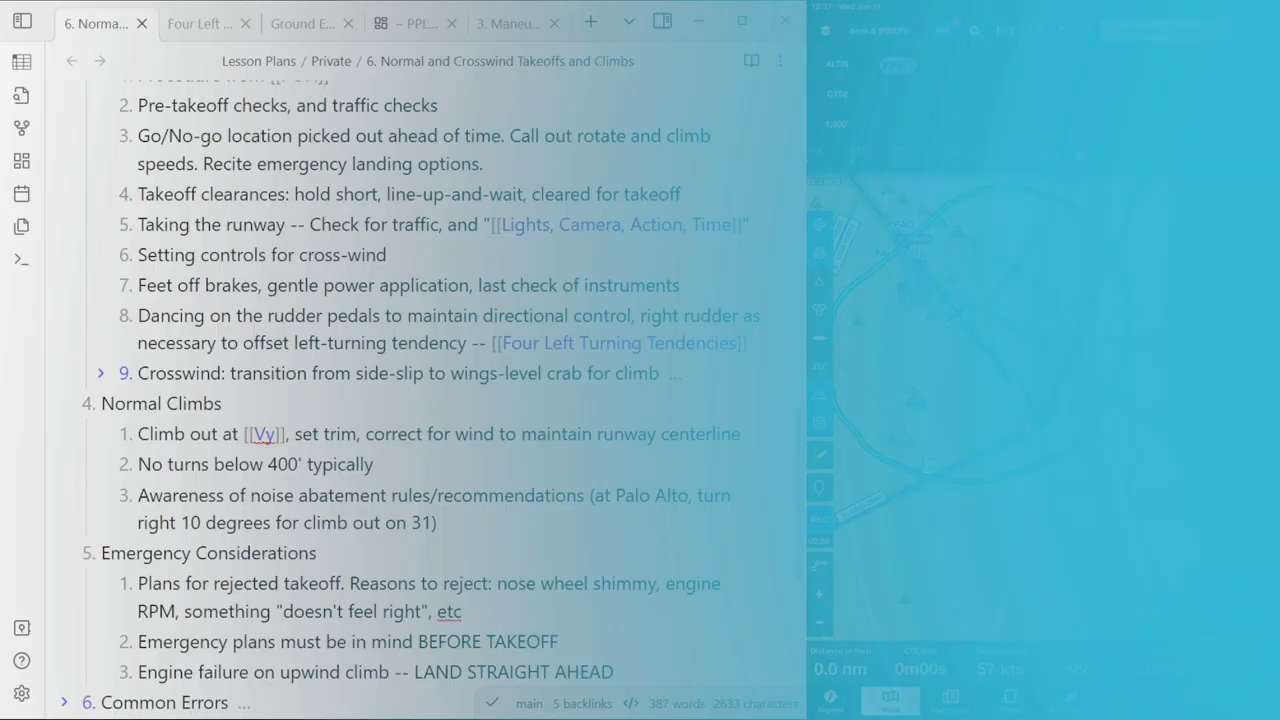 6. Norma...
Four Left ...
Ground E...
– PPL...
3. Maneu...
Lesson Plans / Private / 6. Normal and Crosswind Takeoffs and Climbs
2. Pre-takeoff checks, and traffic checks
3. Go/No-go location picked out ahead of time. Call out rotate and climb
speeds. Recite emergency landing options.
4. Takeoff clearances: hold short, line-up-and-wait, cleared for takeoff
5. Taking the runway -- Check for traffic, and "[[Lights, Camera, Action, Time]]"
6. Setting controls for cross-wind
7. Feet off brakes, gentle power application, last check of instruments
8. Dancing on the rudder pedals to maintain directional control, right rudder as
necessary to offset left-turning tendency -- [[Four Left Turning Tendencies]]
9. Crosswind: transition from side-slip to wings-level crab for climb ...
4. Normal Climbs
1. Climb out at [[Vy]], set trim, correct for wind to maintain runway centerline
2. No turns below 400' typically
3. Awareness of noise abatement rules/recommendations (at Palo Alto, turn
right 10 degrees for climb out on 31)
5. Emergency Considerations
1. Plans for rejected takeoff. Reasons to reject: nose wheel shimmy, engine
RPM, something "doesn't feel right", etc
2. Emergency plans must be in mind BEFORE TAKEOFF
3. Engine failure on upwind climb -- LAND STRAIGHT AHEAD
6. Common Errors ...
main 5 backlinks 387 words 2633 characters
C152
0.0 nm
0m00s
57 kts